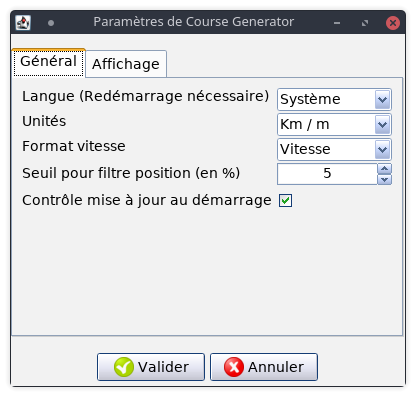 Paramètres de Course Generator
Général
Affichage
Langue (Redémarrage nécessaire) Système
Unités Km / m
Format vitesse Vitesse
Seuil pour filtre position (en %) 5
Contrôle mise à jour au démarrage
Valider Annuler